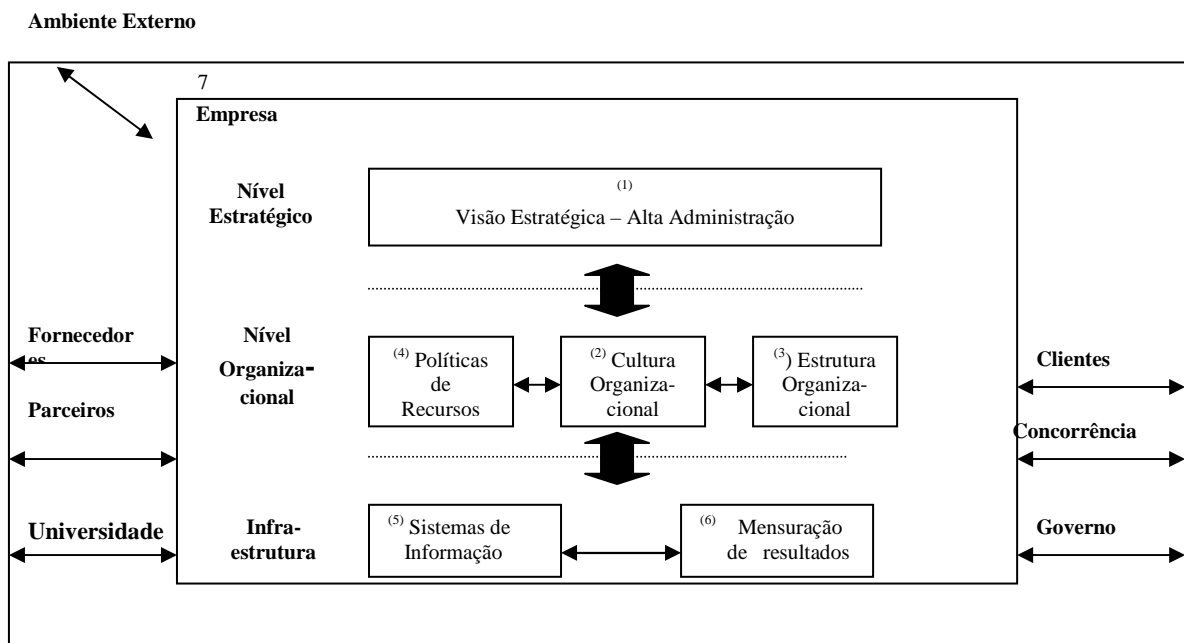 Ambiente Externo
7
Empresa
Nível
Estratégico
(1)
Visão Estratégica – Alta Administração
Fornecedor
es
Parceiros
Universidade
Nível
Organiza-
cional
(4) Políticas
de
Recursos
(2) Cultura
Organiza-
cional
(3) Estrutura
Organiza-
cional
Infra-
estrutura
(5) Sistemas de
Informação
(6) Mensuração
de resultados
Clientes
Concorrência
Governo